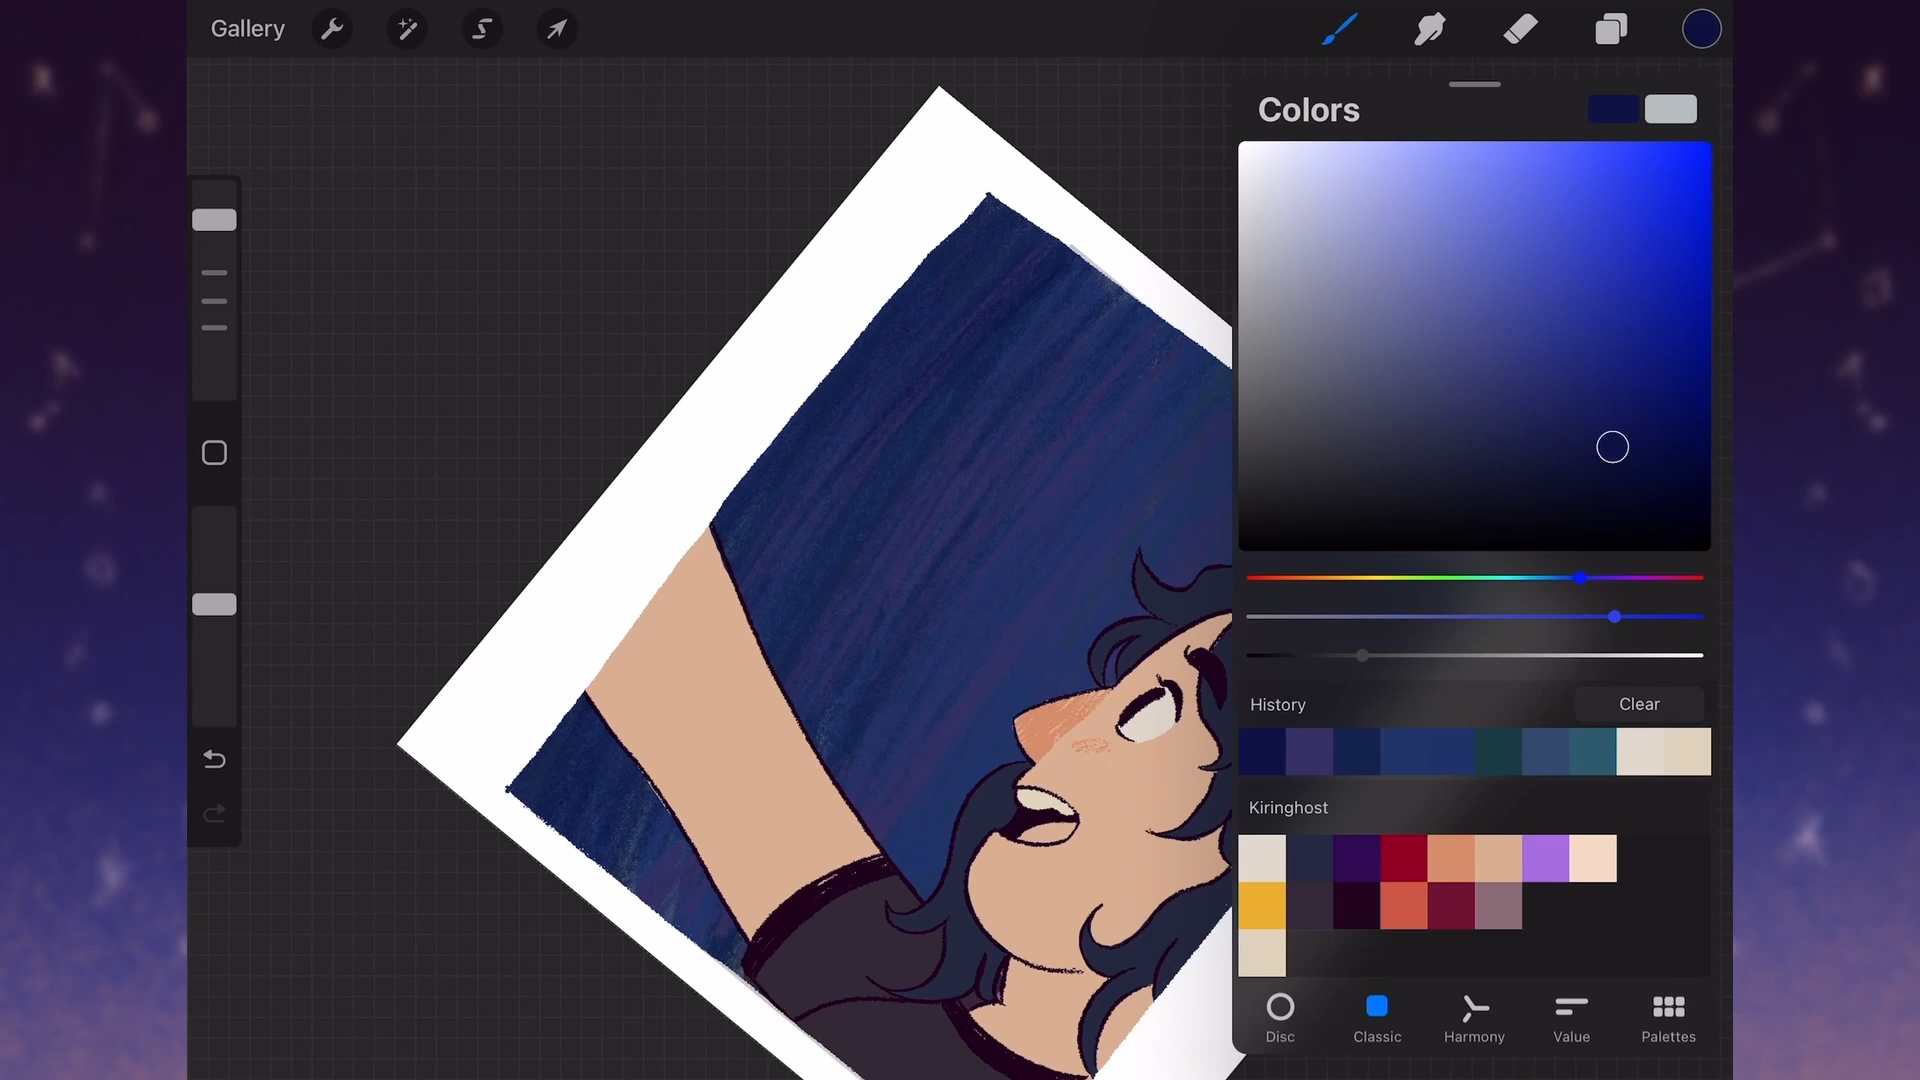 Gallery
Colors
History
Clear
Kiringhost
Disc
Classic
Harmony
Value
Palettes